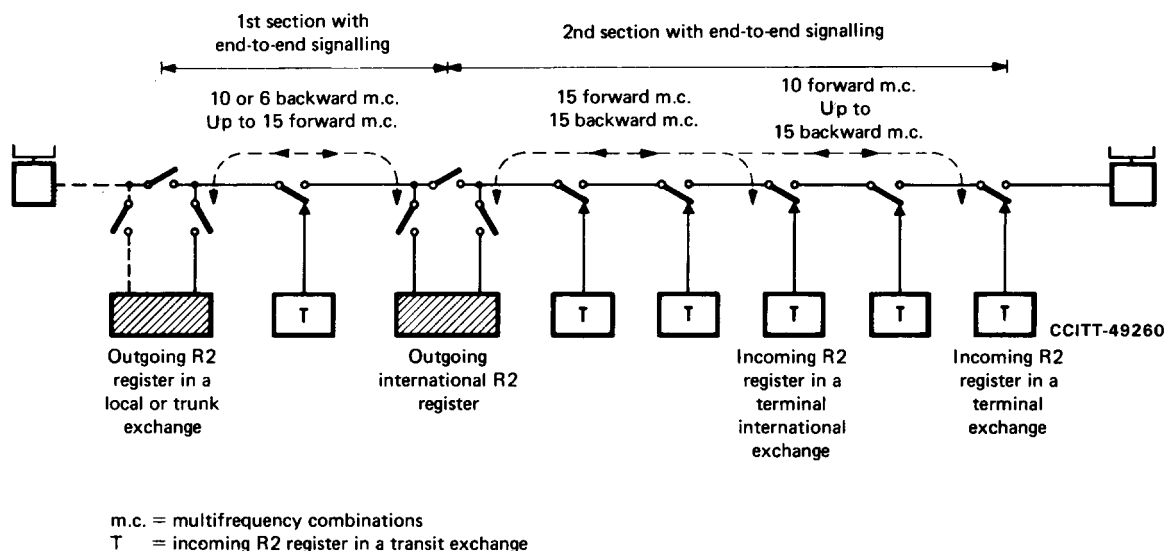 1st section with
end-to-end signalling
2nd section with end-to-end signalling
10 or 6 backward m.c.
Up to 15 forward m.c.
15 forward m.c.
15 backward m.c.
10 forward m.c.
Up to
15 backward m.c.
T
T
T
T
T
T
CCITT-49260
Outgoing R2
register in a
local or trunk
exchange
Outgoing
international R2
register
Incoming R2
register in a
terminal
international
exchange
Incoming R2
register in a
terminal
exchange
m.c. = multifrequency combinations
T = incoming R2 register in a transit exchange